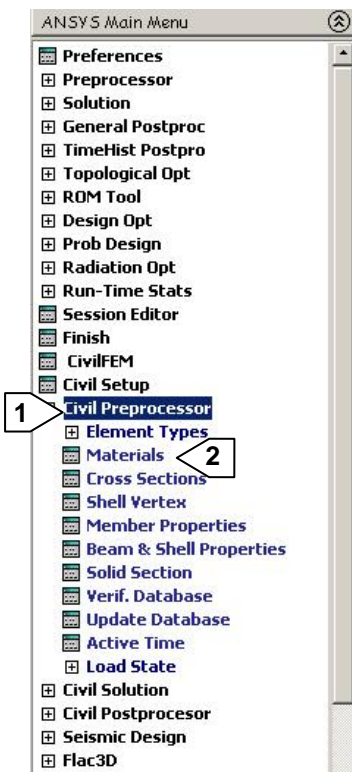 ANSYS Main Menu
Preferences
Preprocessor
Solution
General Postproc
TimeHist Postpro
Topological Opt
ROM Tool
Design Opt
Prob Design
Radiation Opt
Run-Time Stats
Session Editor
Finish
CivilFEM
Civil Setup
1 Civil Preprocessor
Element Types
Materials 2
Cross Sections
Shell Vertex
Member Properties
Beam & Shell Properties
Solid Section
Verif. Database
Update Database
Active Time
Load State
Civil Solution
Civil Postprocesor
Seismic Design
Flac3D